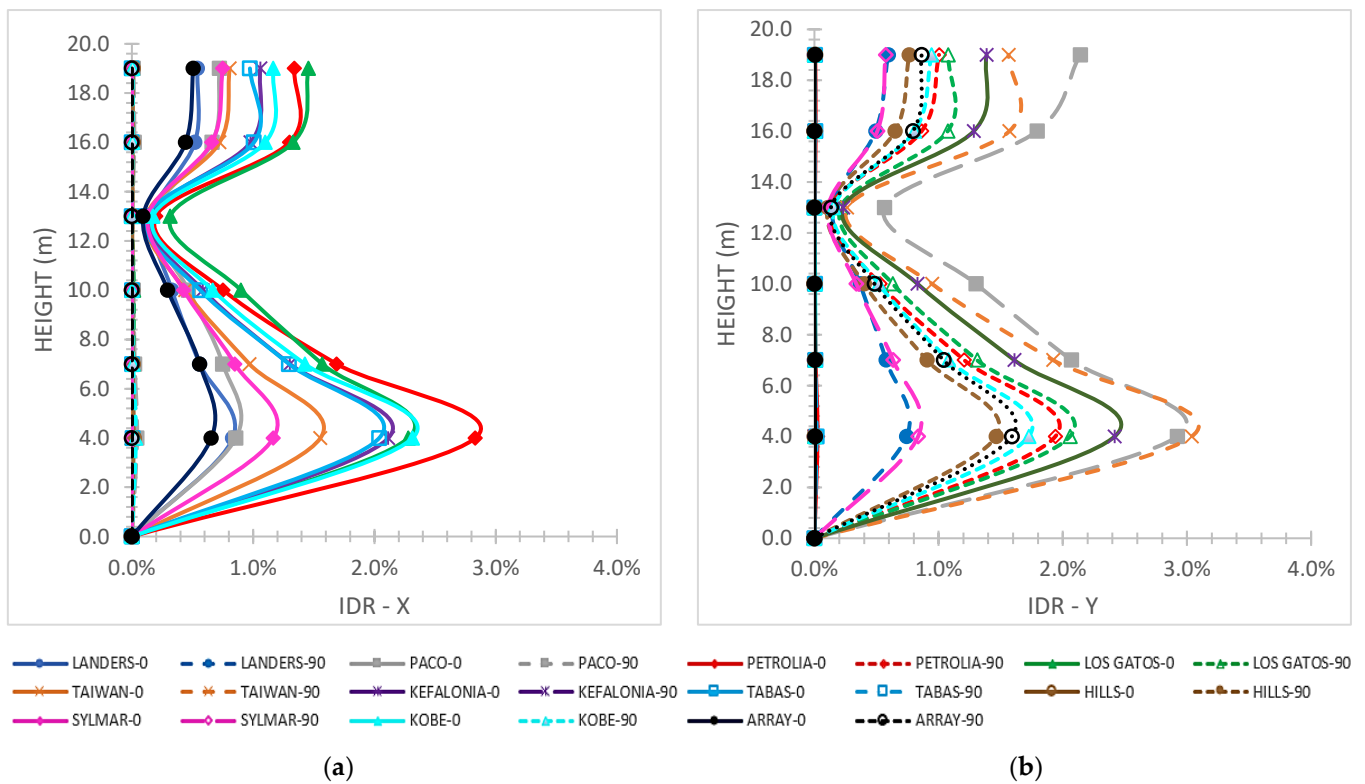 20.0
18.0
16.0
14.0
12.0
10.0
8.0
6.0
4.0
2.0
0.0
HEIGHT (m)
0.0% 1.0% 2.0% 3.0% 4.0%
IDR - X
20.0
18.0
16.0
14.0
12.0
10.0
8.0
6.0
4.0
2.0
0.0
HEIGHT (m)
0.0% 1.0% 2.0% 3.0% 4.0%
IDR - Y
LANDERS-0 LANDERS-90 PACO-0 PACO-90 PETROLIA-0 PETROLIA-90 LOS GATOS-0 LOS GATOS-90
TAIWAN-0 TAIWAN-90 KEFALONIA-0 KEFALONIA-90 TABAS-0 TABAS-90 HILLS-0 HILLS-90
SYLMAR-0 SYLMAR-90 KOBE-0 KOBE-90 ARRAY-0 ARRAY-90
(a) (b)